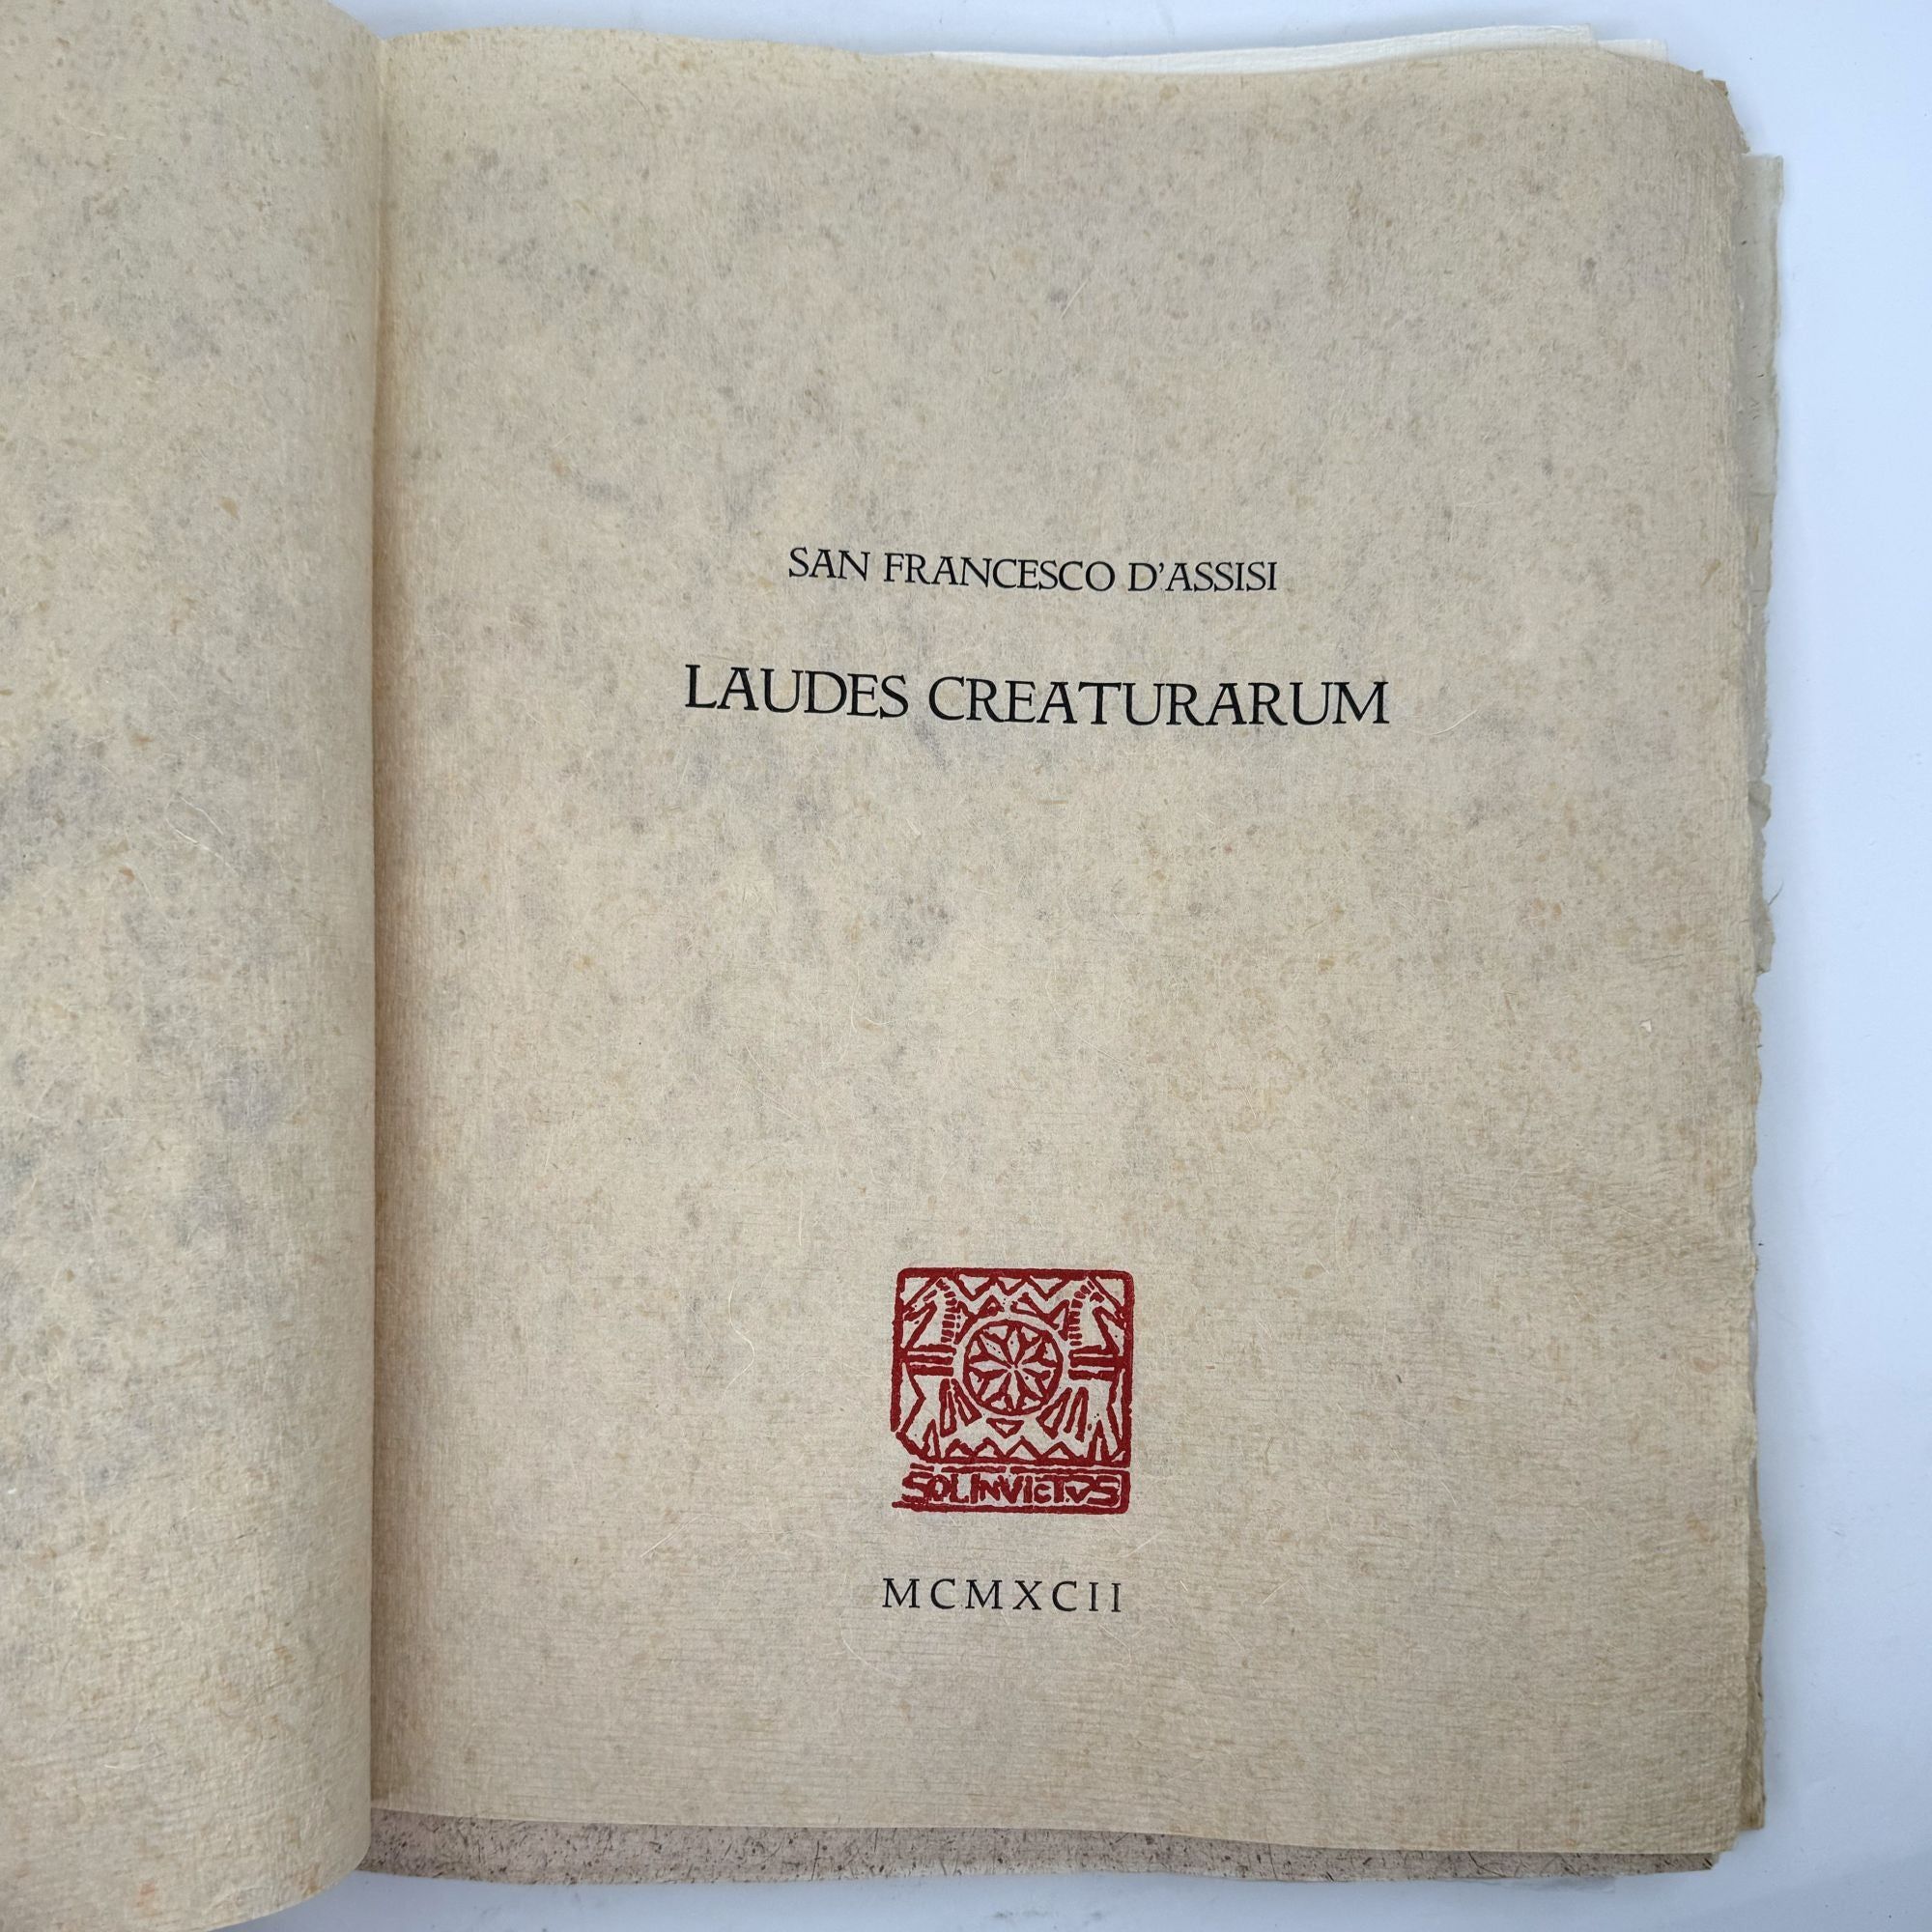 SAN FRANCESCO D'ASSISI
LAUDES CREATURARUM
SOL INVICTVS
MCMXCII